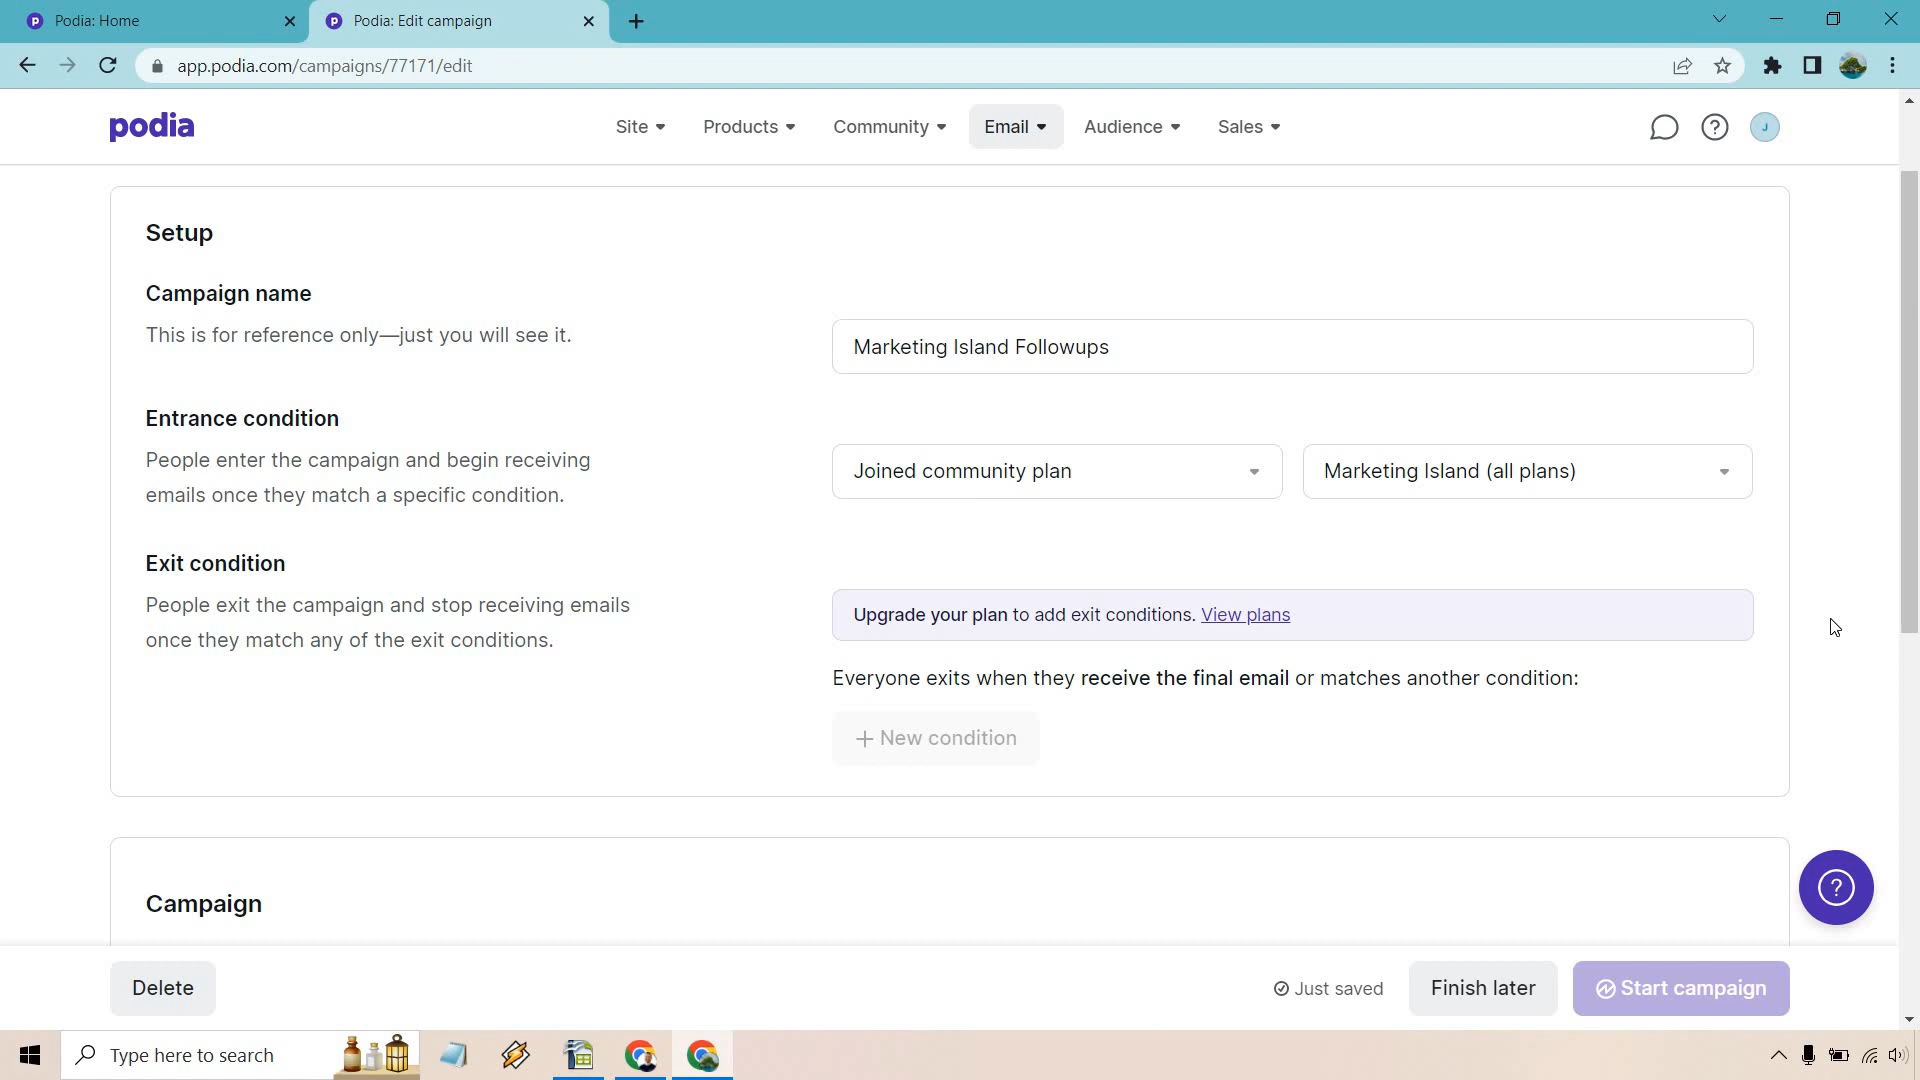 Podia: Home
Podia: Edit campaign
app.podia.com/campaigns/77171/edit
podia
Site
Products
Community
Email
Audience
Sales
J
Setup
Campaign name
This is for reference only—just you will see it.
Marketing Island Followups
Entrance condition
People enter the campaign and begin receiving
emails once they match a specific condition.
Joined community plan
Marketing Island (all plans)
Exit condition
People exit the campaign and stop receiving emails
once they match any of the exit conditions.
Upgrade your plan to add exit conditions. View plans
Everyone exits when they receive the final email or matches another condition:
+ New condition
Campaign
Delete
Just saved
Finish later
Start campaign
Type here to search